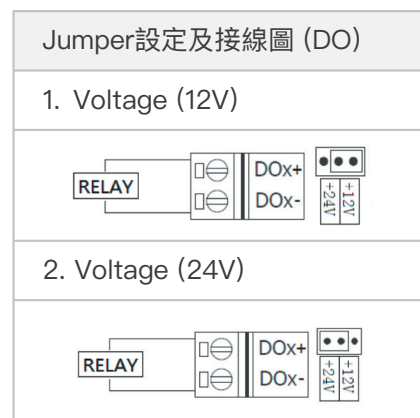 Jumper設定及接線圖 (DO)
1. Voltage (12V)
RELAY
DOx+
DOx-
+24V
+12V
2. Voltage (24V)
RELAY
DOx+
DOx-
+24V
+12V